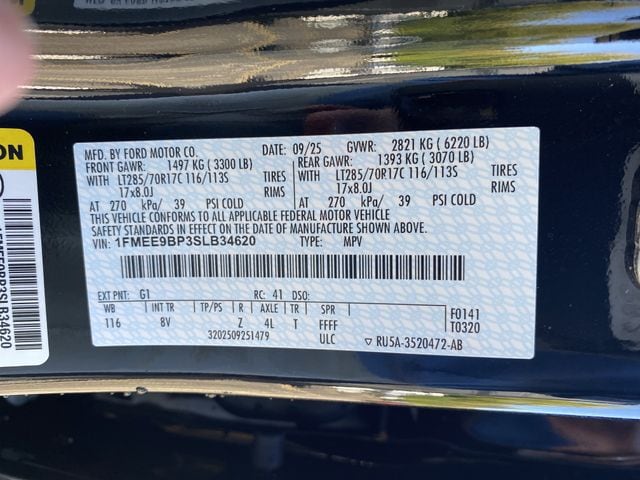 MFD. BY FORD MOTOR CO. 09/25 GVWR: 2821 KG ( 6220 LB)
FRONT GAWR: 1497 KG ( 3300 LB) REAR GAWR: 1393 KG ( 3070 LB)
WITH LT285/70R17C 116/113S TIRES WITH LT285/70R17C 116/113S TIRES
17x8.0J RIMS 17x8.0J RIMS
AT 270 kPa/ 39 PSI COLD AT 270 kPa/ 39 PSI COLD
THIS VEHICLE CONFORMS TO ALL APPLICABLE FEDERAL MOTOR VEHICLE
SAFETY STANDARDS IN EFFECT ON THE DATE OF MANUFACTURE SHOWN ABOVE.
VIN: 1FMEE9BP3SLB34620 TYPE: MPV
EXT PNT: G1 RC: 41 DSO:
WB INT TR TP/PS R AXLE TR SPR F0141
116 8V Z 4L T FFFF T0320
3202509251479 ULC ▽ RU5A-3520472-AB
ON
1FMEE9BP3SLB34620